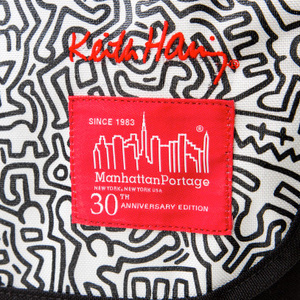 Keith Haring®
SINCE 1983
®
ManhattanPortage
NEW YORK, NEW YORK USA
30TH
ANNIVERSARY EDITION